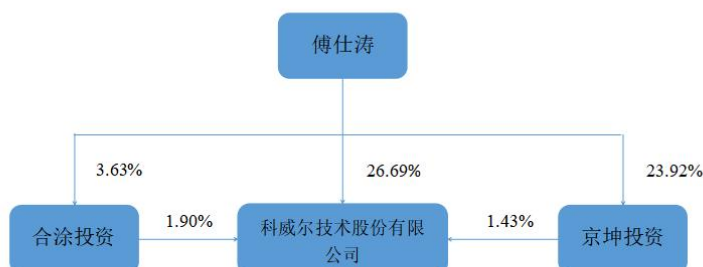 傅仕涛
3.63%
26.69%
23.92%
合涂投资
1.90%
科威尔技术股份有限
公司
1.43%
京坤投资